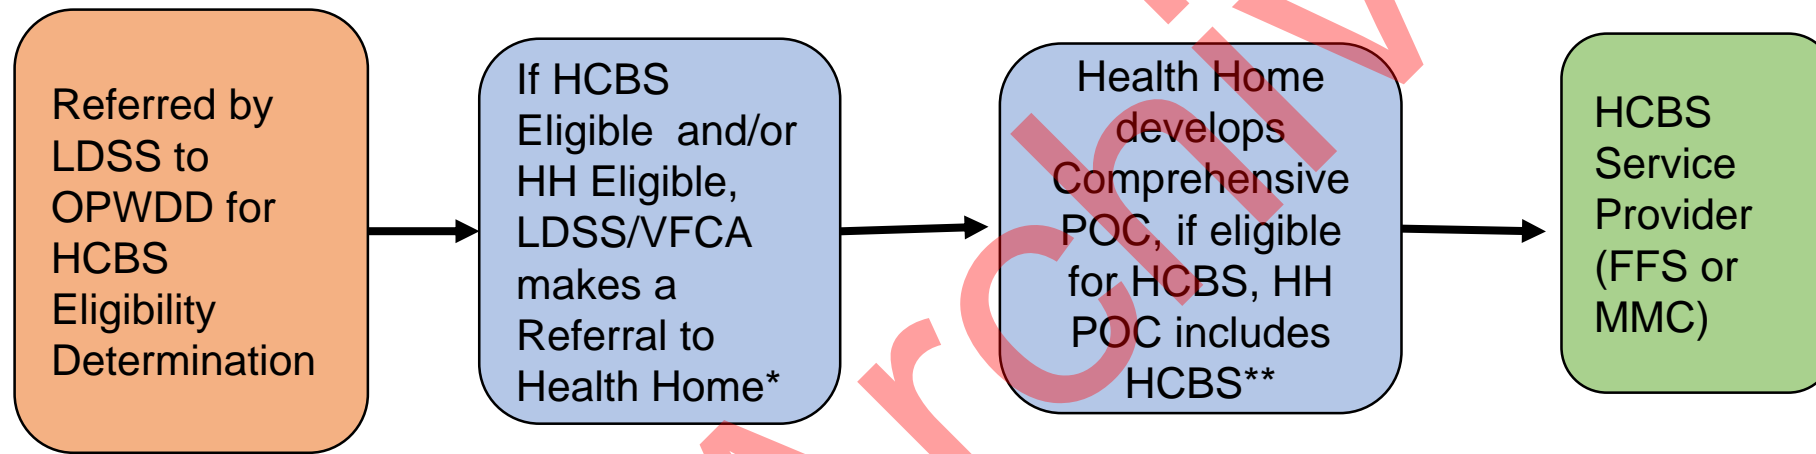 Referred by
LDSS to
OPWDD for
HCBS
Eligibility
Determination
If HCBS
Eligible  and/or
HH Eligible,
LDSS/VFCA
makes a
Referral to
Health Home*
Health Home
develops
Comprehensive
POC, if eligible
for HCBS, HH
POC includes
HCBS**
HCBS
Service
Provider
(FFS or
MMC)